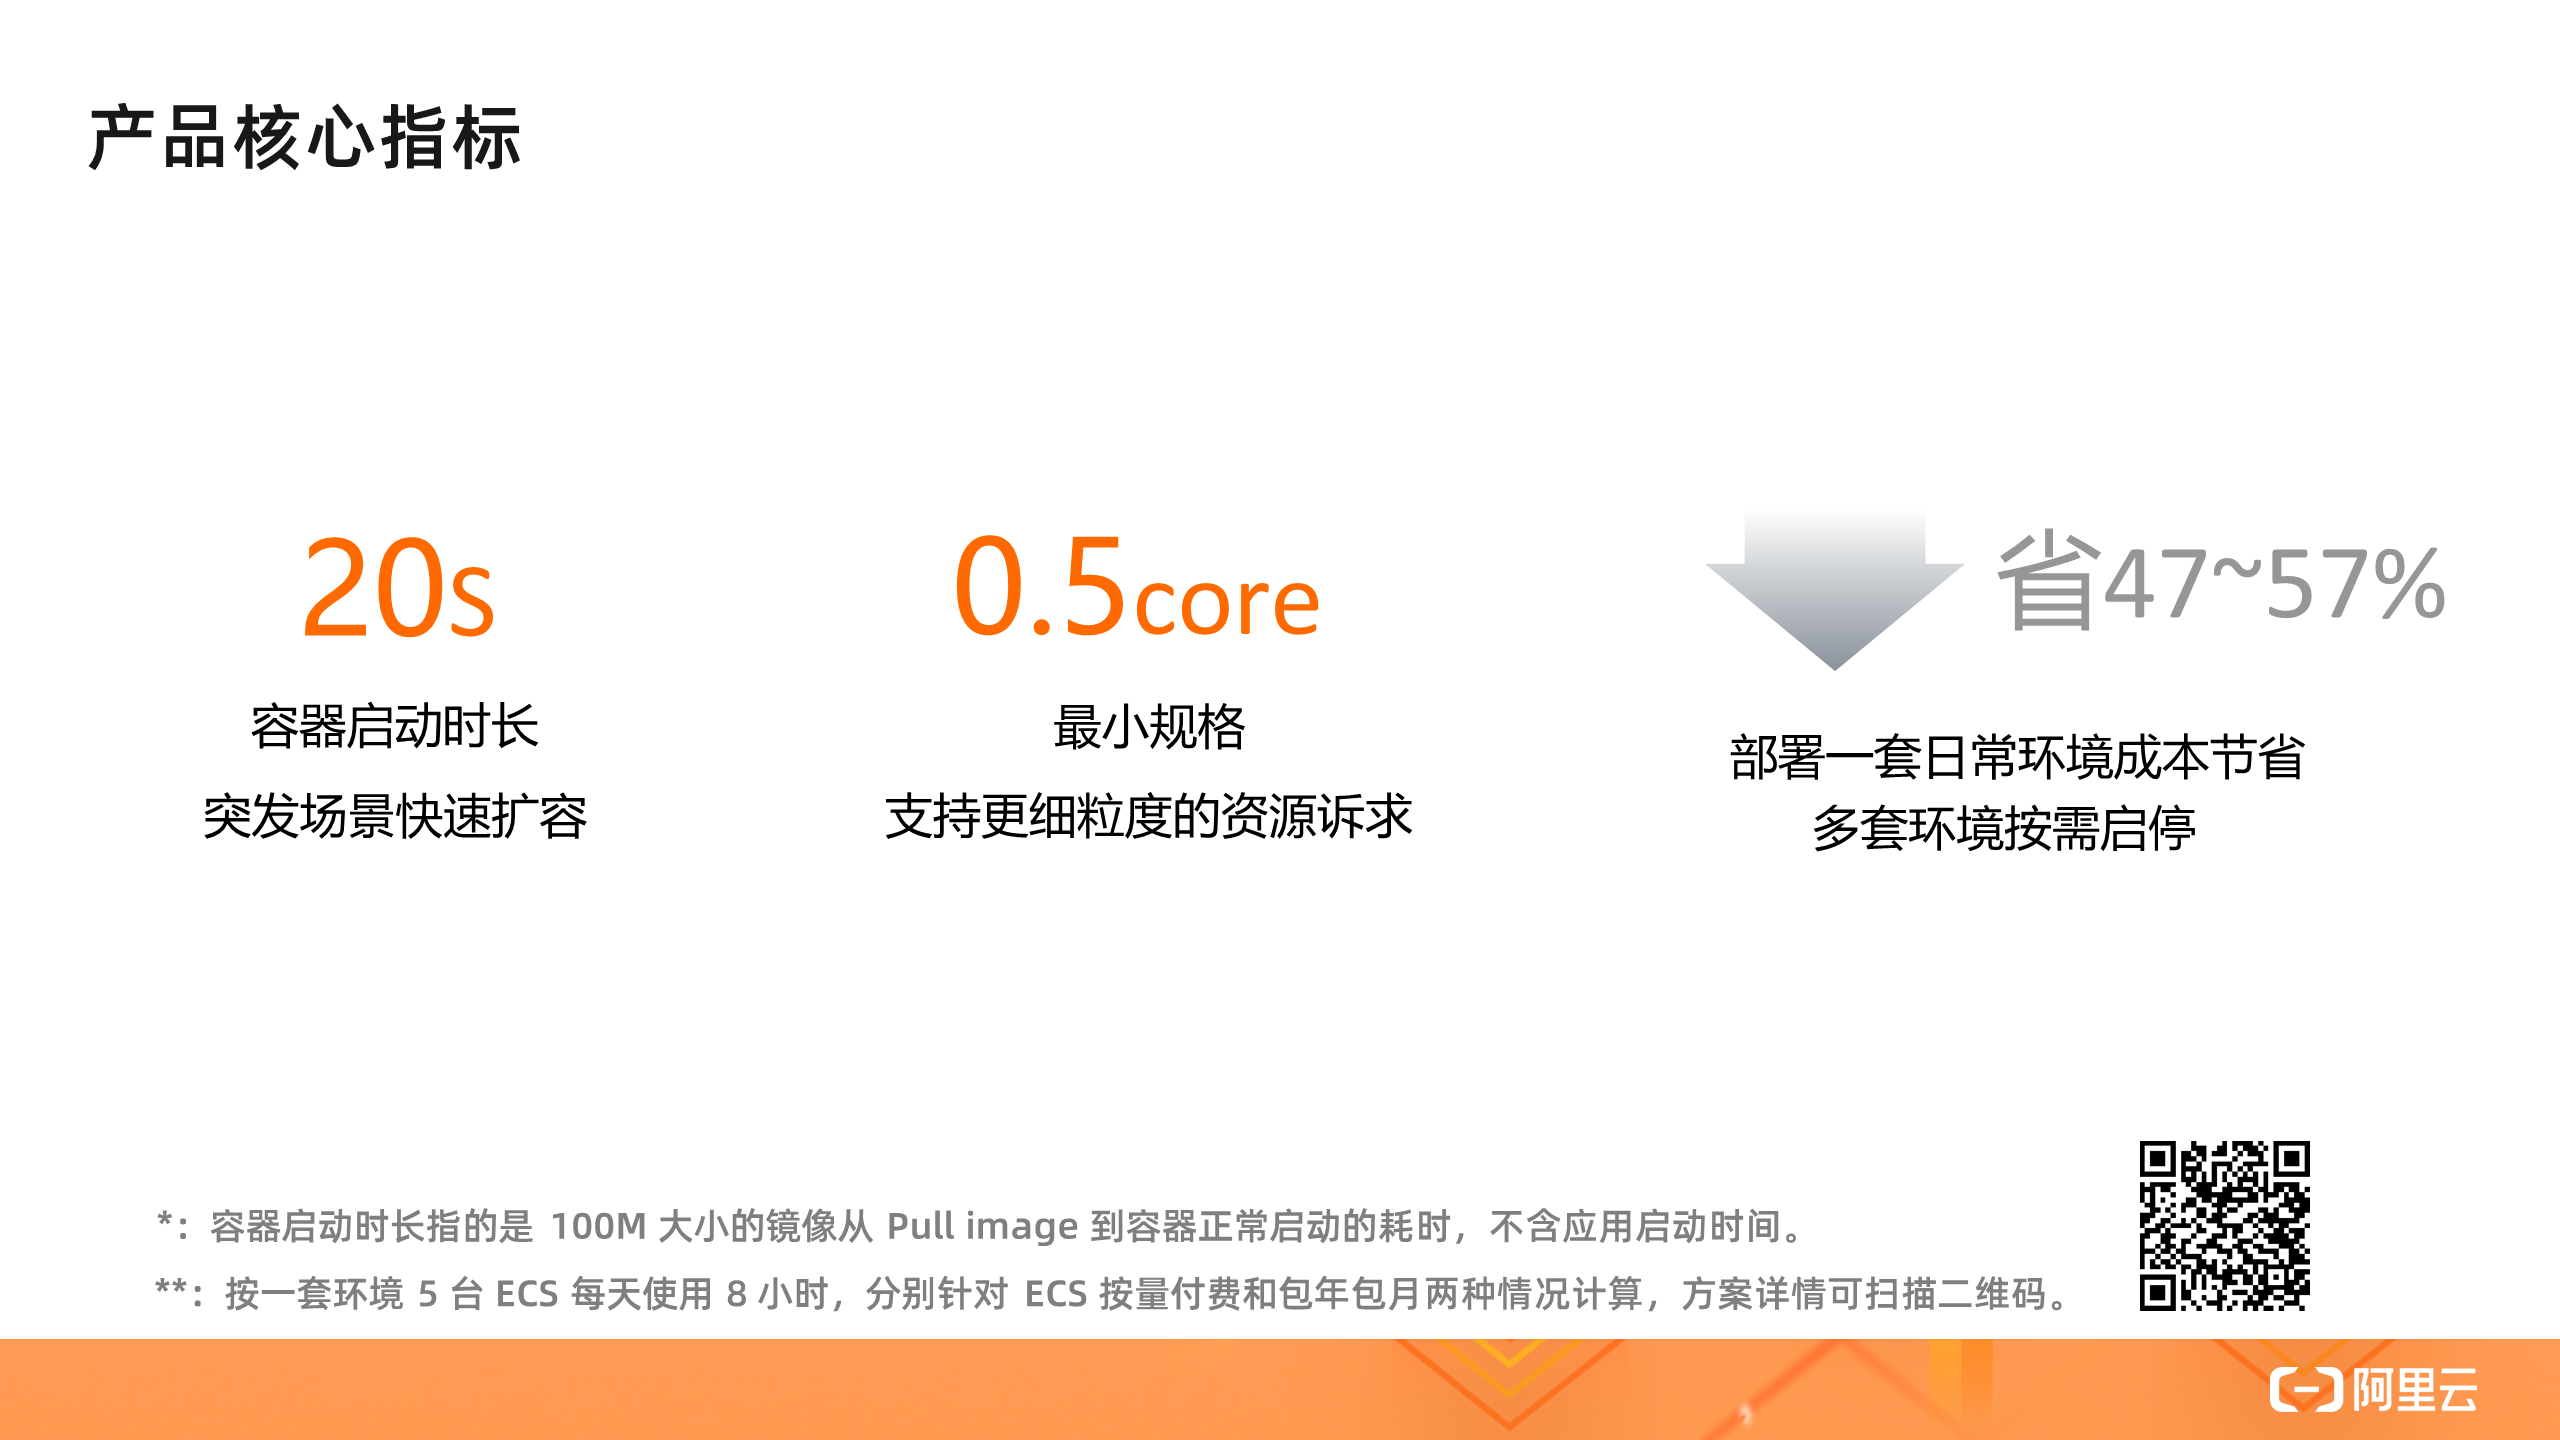 产品核心指标
20S
容器启动时长
突发场景快速扩容
0.5core
最小规格
支持更细粒度的资源诉求
省47~57%
部署一套日常环境成本节省
多套环境按需启停
*：容器启动时长指的是 100M 大小的镜像从 Pull image 到容器正常启动的耗时，不含应用启动时间。
**：按一套环境 5 台 ECS 每天使用 8 小时，分别针对 ECS 按量付费和包年包月两种情况计算，方案详情可扫描二维码。
阿里云